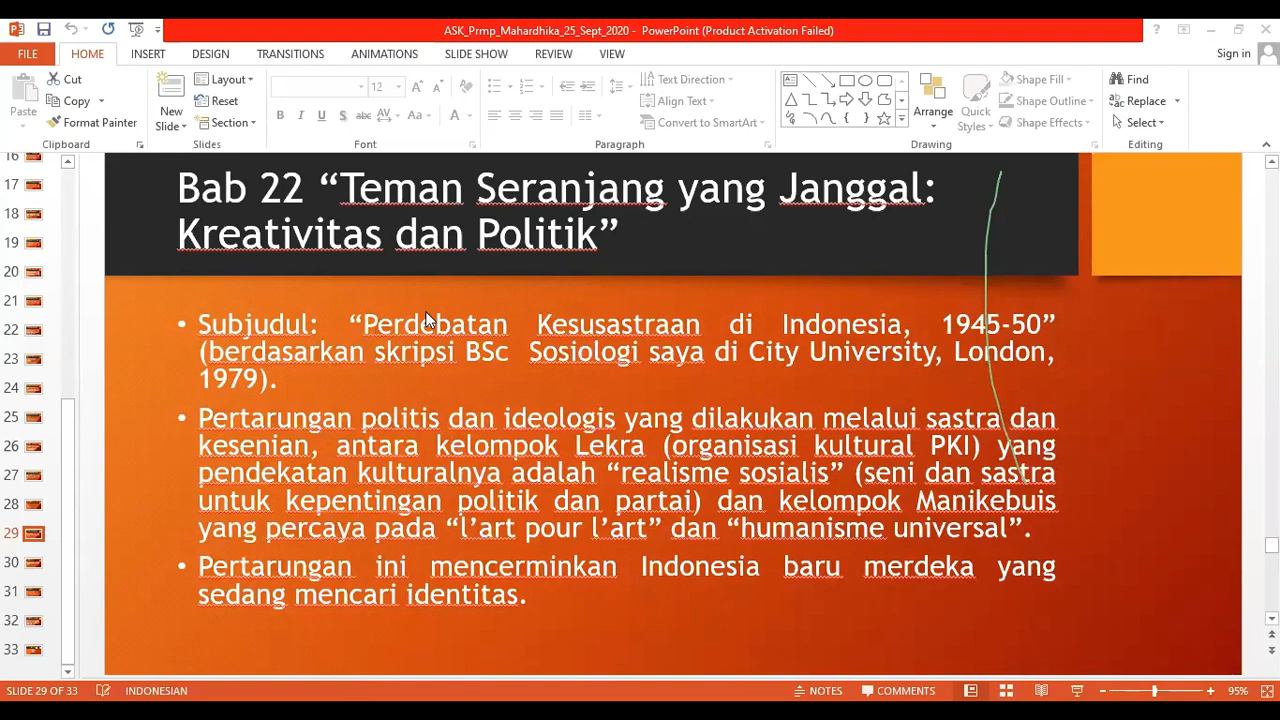 ASK_Prmp_Mahardhika_25_Sept_2020 - PowerPoint (Product Activation Failed)
FILE HOME INSERT DESIGN TRANSITIONS ANIMATIONS SLIDE SHOW REVIEW VIEW Sign in
Paste
Cut
Copy
Format Painter
Clipboard
New Slide
Layout
Reset
Section
Slides
12
B I U S abc AV Aa A
Font
Text Direction
Align Text
Convert to SmartArt
Paragraph
Arrange
Quick Styles
Shape Fill
Shape Outline
Shape Effects
Drawing
Find
Replace
Select
Editing
16
17
18
19
20
21
22
23
24
25
26
27
28
29
30
31
32
33
Bab 22 “Teman Seranjang yang Janggal:
Kreativitas dan Politik”
• Subjudul: “Perdebatan Kesusastraan di Indonesia, 1945-50”
(berdasarkan skripsi BSc Sosiologi saya di City University, London,
1979).
• Pertarungan politis dan ideologis yang dilakukan melalui sastra dan
kesenian, antara kelompok Lekra (organisasi kultural PKI) yang
pendekatan kulturalnya adalah “realisme sosialis” (seni dan sastra
untuk kepentingan politik dan partai) dan kelompok Manikebuis
yang percaya pada “l’art pour l’art” dan “humanisme universal”.
• Pertarungan ini mencerminkan Indonesia baru merdeka yang
sedang mencari identitas.
SLIDE 29 OF 33 INDONESIAN NOTES COMMENTS 95%